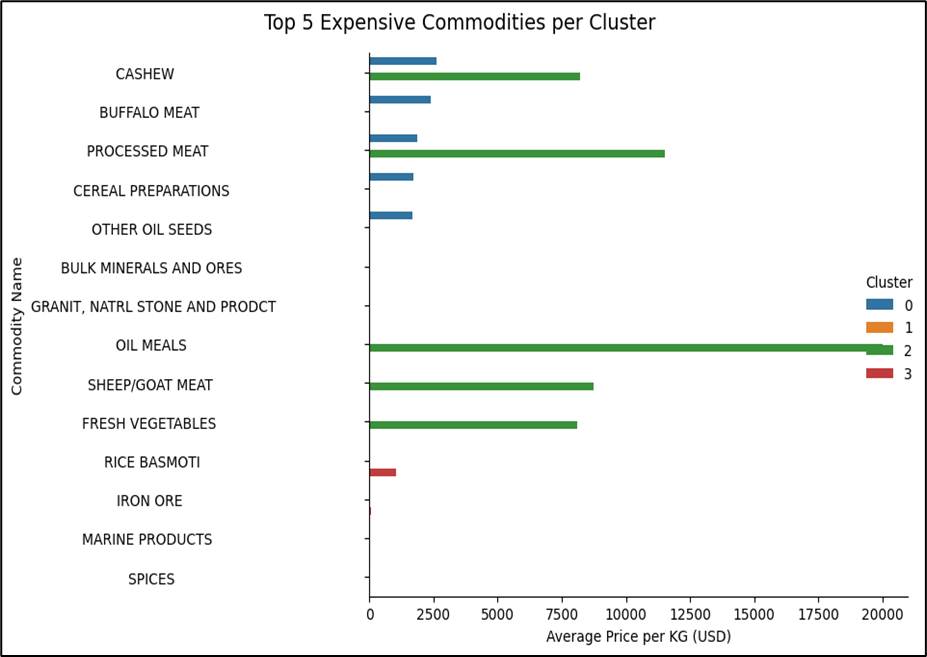 Top 5 Expensive Commodities per Cluster
Commodity Name
CASHEW
BUFFALO MEAT
PROCESSED MEAT
CEREAL PREPARATIONS
OTHER OIL SEEDS
BULK MINERALS AND ORES
GRANIT, NATRL STONE AND PRODCT
OIL MEALS
SHEEP/GOAT MEAT
FRESH VEGETABLES
RICE BASMOTI
IRON ORE
MARINE PRODUCTS
SPICES
Cluster
0
1
2
3
0 2500 5000 7500 10000 12500 15000 17500 20000
Average Price per KG (USD)